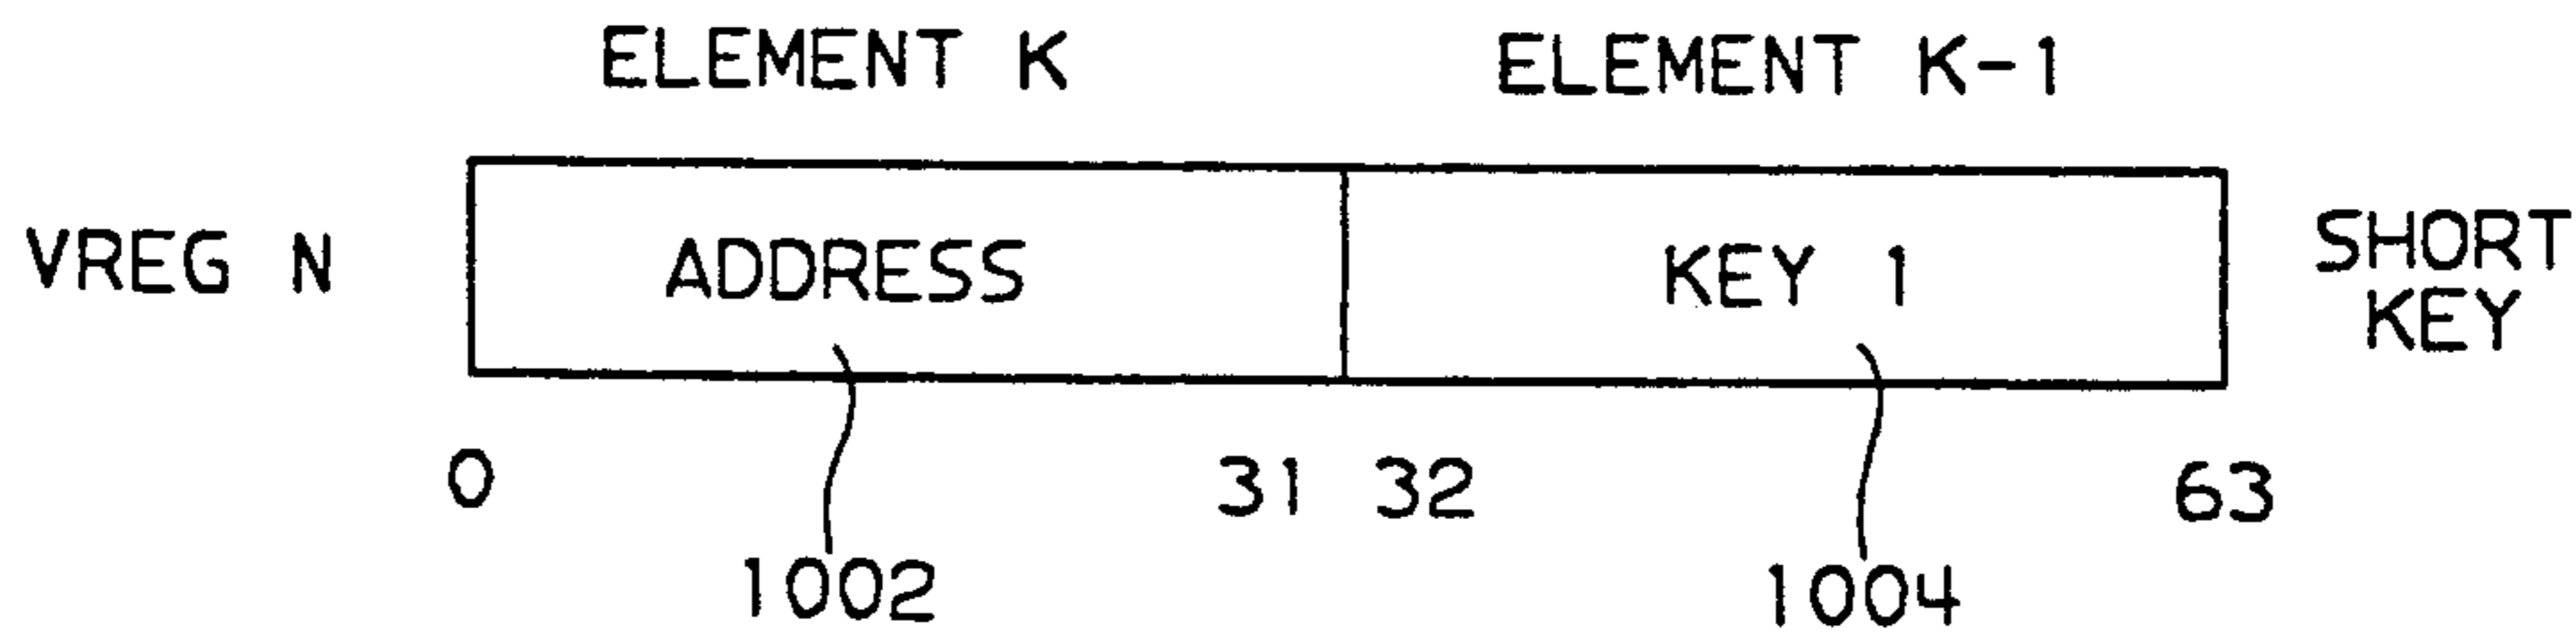 ELEMENT K ELEMENT K-1
VREG N ADDRESS KEY 1 SHORT
KEY
0 31 32 63
1002 1004